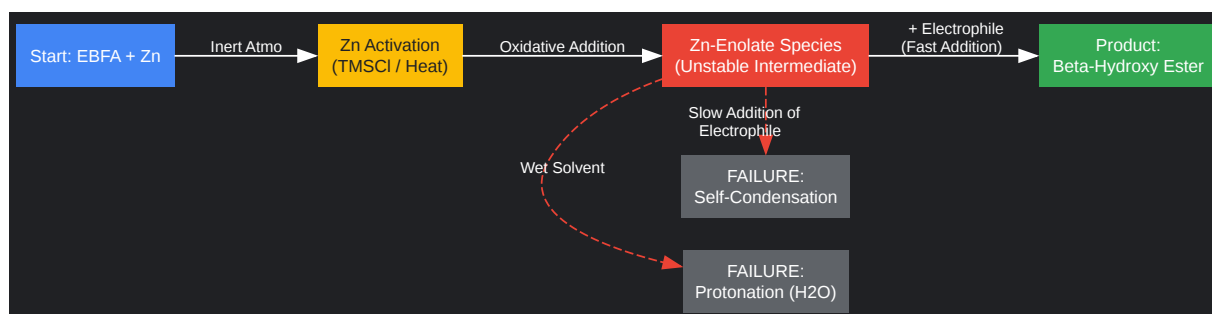 Start: EBFA + Zn
Inert Atmo
Zn Activation
(TMSCl / Heat)
Oxidative Addition
Zn-Enolate Species
(Unstable Intermediate)
+ Electrophile
(Fast Addition)
Product:
Beta-Hydroxy Ester
Slow Addition of
Electrophile
Wet Solvent
FAILURE:
Self-Condensation
FAILURE:
Protonation (H2O)